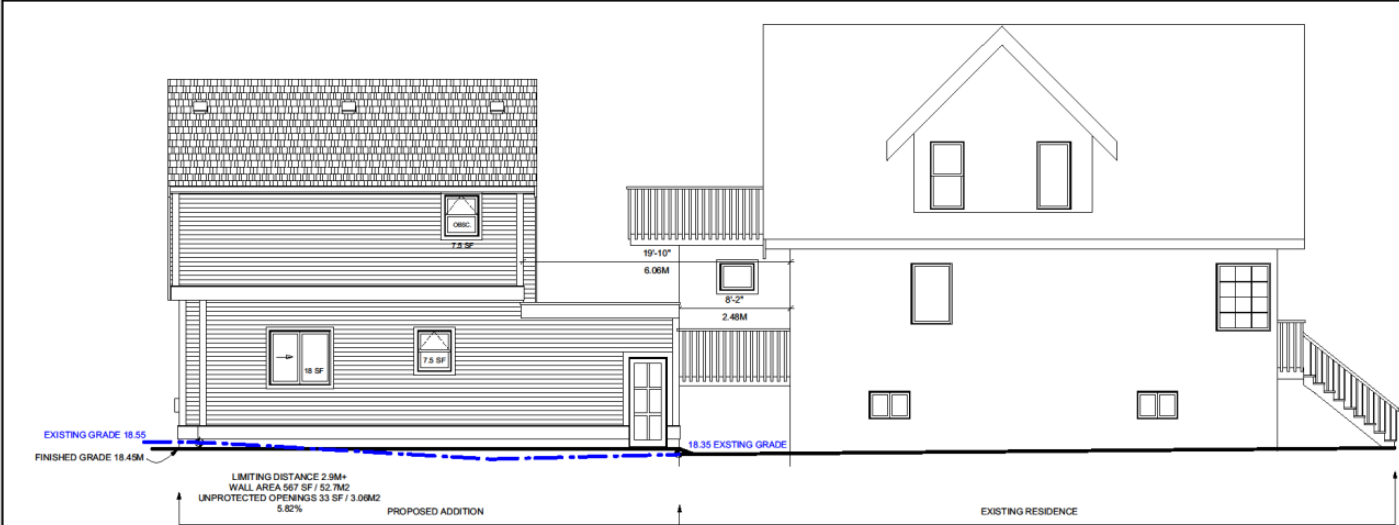 OBSC.
7.5 SF
19'-10"
6.06M
8'-2"
2.48M
18 SF
7.5 SF
EXISTING GRADE 18.55
18.35 EXSTING GRADE
FINISHED GRADE 18.45M
LIMITING DISTANCE 2.9M+
WALL AREA 567 SF / 52.7M2
UNPROTECTED OPENINGS 33 SF / 3.06M2
5.82%
PROPOSED ADDITION
EXISTING RESIDENCE